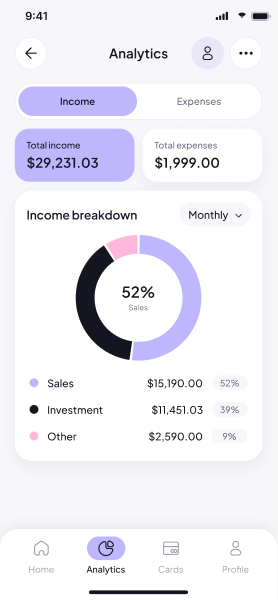 9:41
Analytics
Income Expenses
Total income Total expenses
$29,231.03 $1,999.00
Income breakdown Monthly
52%
Sales
Sales $15,190.00 52%
Investment $11,451.03 39%
Other $2,590.00 9%
Home Analytics Cards Profile